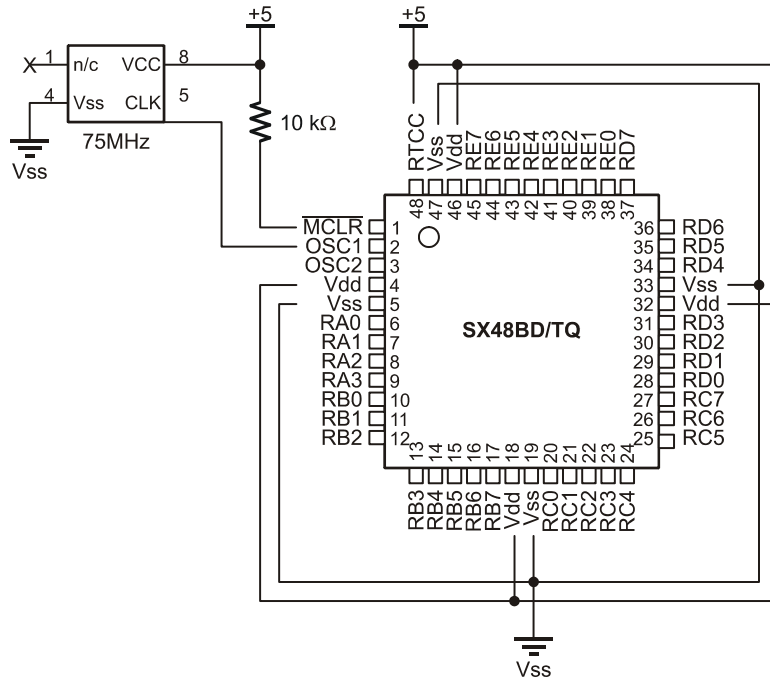 +5
+5
1 n/c VCC 8
4 Vss CLK 5
75MHz
Vss
10 kΩ
RTCC Vss Vdd RE7 RE6 RE5 RE4 RE3 RE2 RE1 RE0 RD7
48 47 46 45 44 43 42 41 40 39 38 37
MCLR 1
OSC1 2
OSC2 3
Vdd 4
Vss 5
RA0 6
RA1 7
RA2 8
RA3 9
RB0 10
RB1 11
RB2 12
SX48BD/TQ
36 RD6
35 RD5
34 RD4
33 Vss
32 Vdd
31 RD3
30 RD2
29 RD1
28 RD0
27 RC7
26 RC6
25 RC5
13 14 15 16 17 18 19 20 21 22 23 24
RB3 RB4 RB5 RB6 RB7 Vdd Vss RC0 RC1 RC2 RC3 RC4
Vss